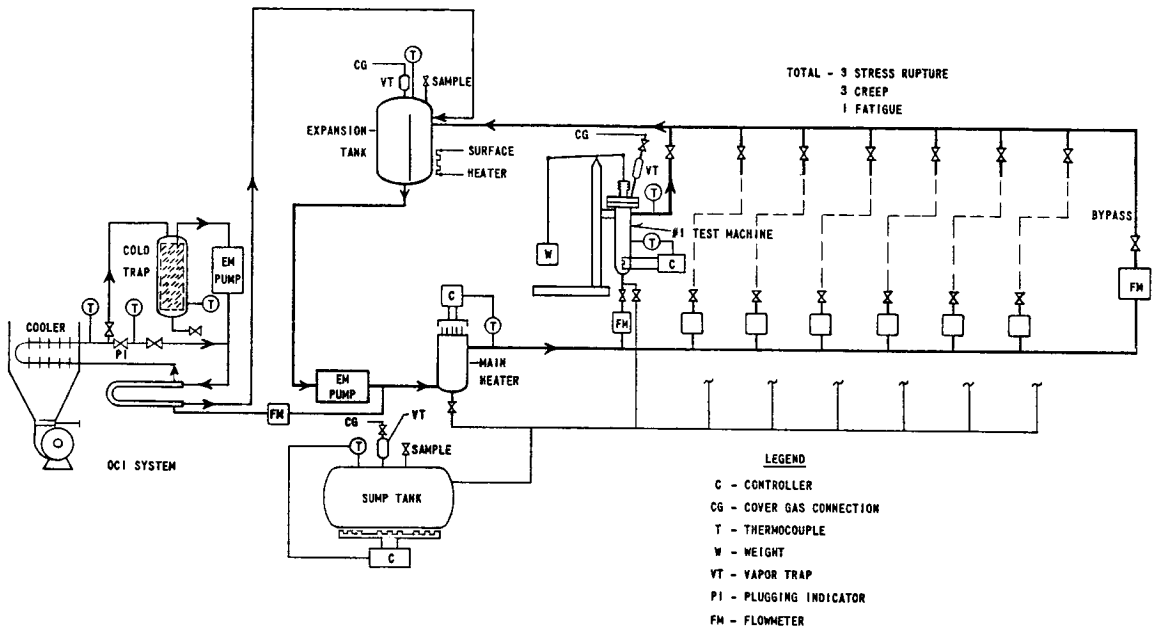 TOTAL - 3 STRESS RUPTURE
3 CREEP
1 FATIGUE
CG
T
VT
SAMPLE
EXPANSION
TANK
SURFACE
HEATER
CG
VT
T
#1 TEST MACHINE
T
C
W
BYPASS
FM
COLD
TRAP
EM
PUMP
T
T
T
COOLER
PI
C
T
FM
MAIN
HEATER
EM
PUMP
FM
CG
VT
T
SAMPLE
OCI SYSTEM
SUMP TANK
C
LEGEND
C - CONTROLLER
CG - COVER GAS CONNECTION
T - THERMOCOUPLE
W - WEIGHT
VT - VAPOR TRAP
PI - PLUGGING INDICATOR
FM - FLOWMETER